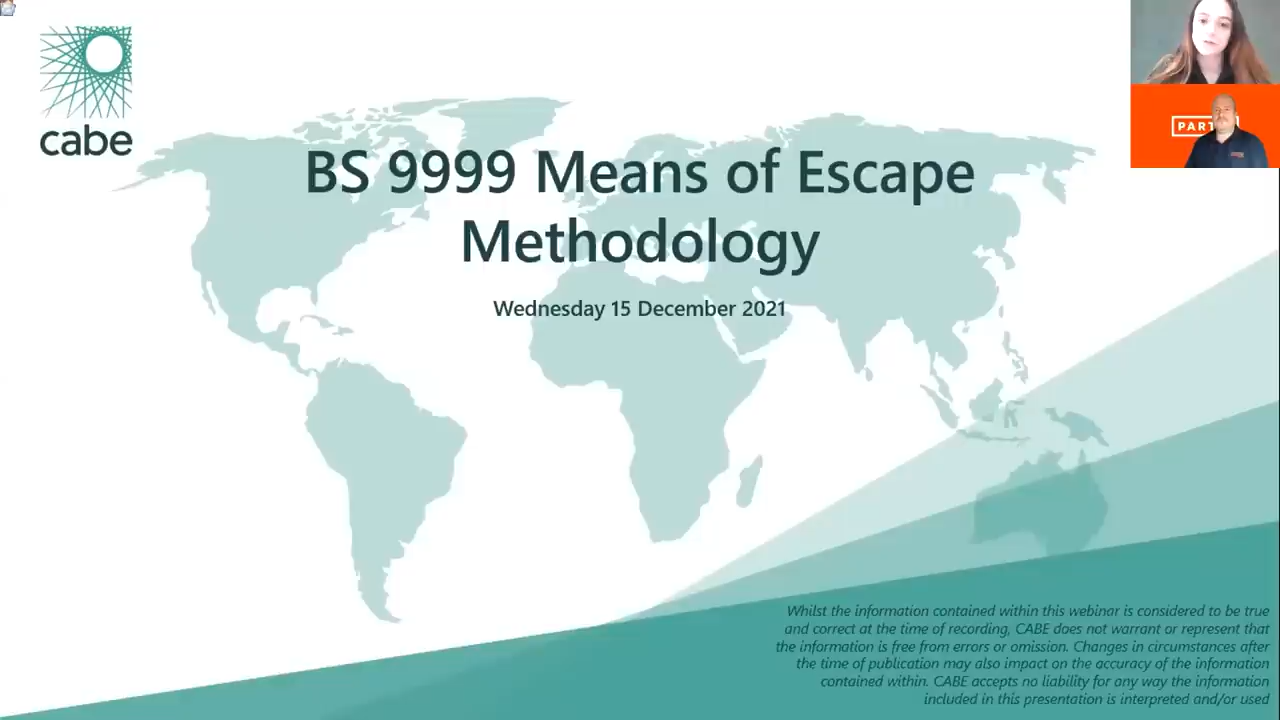 cabe
BS 9999 Means of Escape
Methodology
Wednesday 15 December 2021
Whilst the information contained within this webinar is considered to be true
and correct at the time of recording, CABE does not warrant or represent that
the information is free from errors or omission. Changes in circumstances after
the time of publication may also impact on the accuracy of the information
contained within. CABE accepts no liability for any way the information
included in this presentation is interpreted and/or used